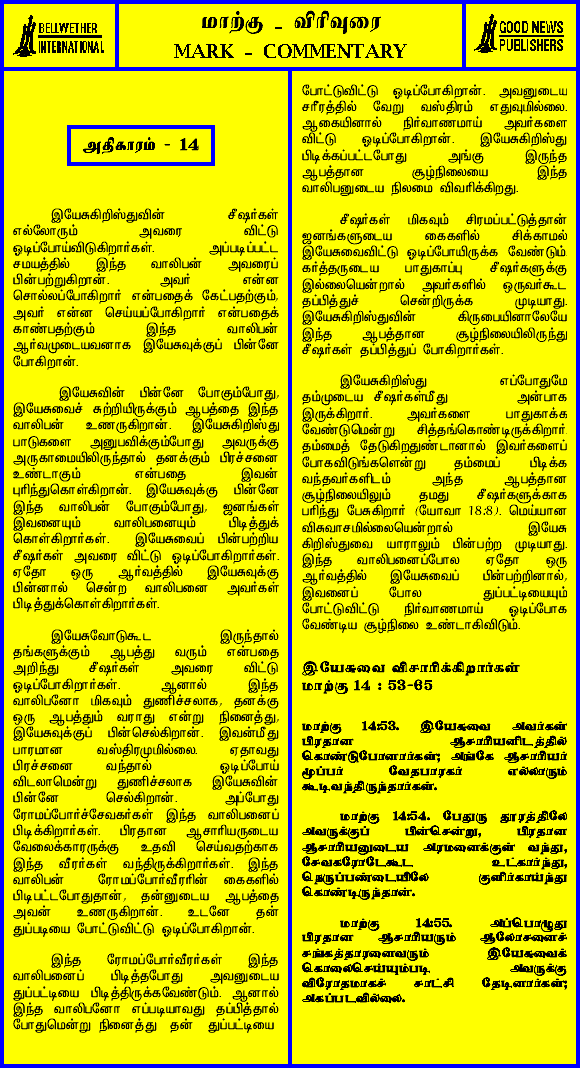 BELLWETHER
INTERNATIONAL
மாற்கு - விரிவுரை
MARK - COMMENTARY
GOOD NEWS
PUBLISHERS
அதிகாரம் - 14
இயேசுகிறிஸ்துவின் சீஷர்கள்
எல்லோரும் அவரை விட்டு
ஓடிப்போய்விடுகிறார்கள். அப்படிப்பட்ட
சமயத்தில் இந்த வாலிபன் அவரைப்
பின்பற்றுகிறான். அவர் என்ன
சொல்லப்போகிறார் என்பதைக் கேட்பதற்கும்,
அவர் என்ன செய்யப்போகிறார் என்பதைக்
காண்பதற்கும் இந்த வாலிபன்
ஆர்வமுடையவனாக இயேசுவுக்குப் பின்னே
போகிறான்.
இயேசுவின் பின்னே போகும்போது,
இயேசுவைச் சுற்றியிருக்கும் ஆபத்தை இந்த
வாலிபன் உணருகிறான். இயேசுகிறிஸ்து
பாடுகளை அனுபவிக்கும்போது அவருக்கு
அருகாமையிலிருந்தால் தனக்கும் பிரச்சனை
உண்டாகும் என்பதை இவன்
புரிந்துகொள்கிறான். இயேசுவுக்கு பின்னே
இந்த வாலிபன் போகும்போது, ஜனங்கள்
இவனையும் வாலிபனையும் பிடித்துக்
கொள்கிறார்கள். இயேசுவைப் பின்பற்றிய
சீஷர்கள் அவரை விட்டு ஓடிப்போகிறார்கள்.
ஏதோ ஒரு ஆர்வத்தில் இயேசுவுக்கு
பின்னால் சென்ற வாலிபனை அவர்கள்
பிடித்துக்கொள்கிறார்கள்.
இயேசுவோடுகூட இருந்தால்
தங்களுக்கும் ஆபத்து வரும் என்பதை
அறிந்து சீஷர்கள் அவரை விட்டு
ஓடிப்போகிறார்கள். ஆனால் இந்த
வாலிபனோ மிகவும் துணிச்சலாக, தனக்கு
ஒரு ஆபத்தும் வராது என்று நினைத்து,
இயேசுவுக்குப் பின்செல்கிறான். இவன்மீது
பாரமான வஸ்திரமுமில்லை. ஏதாவது
பிரச்சனை வந்தால் ஓடிப்போய்
விடலாமென்று துணிச்சலாக இயேசுவின்
பின்னே செல்கிறான். அப்போது
ரோமப்போர்ச்சேவகர்கள் இந்த வாலிபனைப்
பிடிக்கிறார்கள். பிரதான ஆசாரியருடைய
வேலைக்காரருக்கு உதவி செய்வதற்காக
இந்த வீரர்கள் வந்திருக்கிறார்கள். இந்த
வாலிபன் ரோமப்போர்வீரரின் கைகளில்
பிடிபட்டபோதுதான், தன்னுடைய ஆபத்தை
அவன் உணருகிறான். உடனே தன்
துப்படியை போட்டுவிட்டு ஓடிப்போகிறான்.
இந்த ரோமப்போர்வீரர்கள் இந்த
வாலிபனைப் பிடித்தபோது அவனுடைய
துப்பட்டியை பிடித்திருக்கவேண்டும். ஆனால்
இந்த வாலிபனோ எப்படியாவது தப்பித்தால்
போதுமென்று நினைத்து தன் துப்பட்டியை
போட்டுவிட்டு ஓடிப்போகிறான். அவனுடைய
சரீரத்தில் வேறு வஸ்திரம் எதுவுமில்லை.
ஆகையினால் நிர்வாணமாய் அவர்களை
விட்டு ஓடிப்போகிறான். இயேசுகிறிஸ்து
பிடிக்கப்பட்டபோது அங்கு இருந்த
ஆபத்தான சூழ்நிலையை இந்த
வாலிபனுடைய நிலமை விவரிக்கிறது.
சீஷர்கள் மிகவும் சிரமப்பட்டுத்தான்
ஜனங்களுடைய கைகளில் சிக்காமல்
இயேசுவைவிட்டு ஓடிப்போயிருக்க வேண்டும்.
கர்த்தருடைய பாதுகாப்பு சீஷர்களுக்கு
இல்லையென்றால் அவர்களில் ஒருவர்கூட
தப்பித்துச் சென்றிருக்க முடியாது.
இயேசுகிறிஸ்துவின் கிருபையினாலேயே
இந்த ஆபத்தான சூழ்நிலையிலிருந்து
சீஷர்கள் தப்பித்துப் போகிறார்கள்.
இயேசுகிறிஸ்து எப்போதுமே
தம்முடைய சீஷர்கள்மீது அன்பாக
இருக்கிறார். அவர்களை பாதுகாக்க
வேண்டுமென்று சித்தங்கொண்டிருக்கிறார்.
தம்மைத் தேடுகிறதுண்டானால் இவர்களைப்
போகவிடுங்களென்று தம்மைப் பிடிக்க
வந்தவர்களிடம் அந்த ஆபத்தான
சூழ்நிலையிலும் தமது சீஷர்களுக்காக
பரிந்து பேசுகிறார் (யோவா 18:8). மெய்யான
விசுவாசமில்லையென்றால் இயேசு
கிறிஸ்துவை யாராலும் பின்பற்ற முடியாது.
இந்த வாலிபனைப்போல ஏதோ ஒரு
ஆர்வத்தில் இயேசுவைப் பின்பற்றினால்,
இவனைப் போல துப்பட்டியையும்
போட்டுவிட்டு நிர்வாணமாய் ஓடிப்போக
வேண்டிய சூழ்நிலை உண்டாகிவிடும்.
இயேசுவை விசாரிக்கிறார்கள்
மாற்கு 14 : 53-65
மாற்கு 14:53. இயேசுவை அவர்கள்
பிரதான ஆசாரியனிடத்தில்
கொண்டுபோனார்கள்; அங்கே ஆசாரியர்
மூப்பர் வேதபாரகர் எல்லாரும்
கூடிவந்திருந்தார்கள்.
மாற்கு 14:54. பேதுரு தூரத்திலே
அவருக்குப் பின்சென்று, பிரதான
ஆசாரியனுடைய அரமனைக்குள் வந்து,
சேவகரோடேகூட உட்கார்ந்து,
நெருப்பண்டையிலே குளிர்காய்ந்து
கொண்டிருந்தான்.
மாற்கு 14:55. அப்பொழுது
பிரதான ஆசாரியரும் ஆலோசனைச்
சங்கத்தாரனைவரும் இயேசுவைக்
கொலைசெய்யும்படி அவருக்கு
விரோதமாகச் சாட்சி தேடினார்கள்;
அகப்படவில்லை.